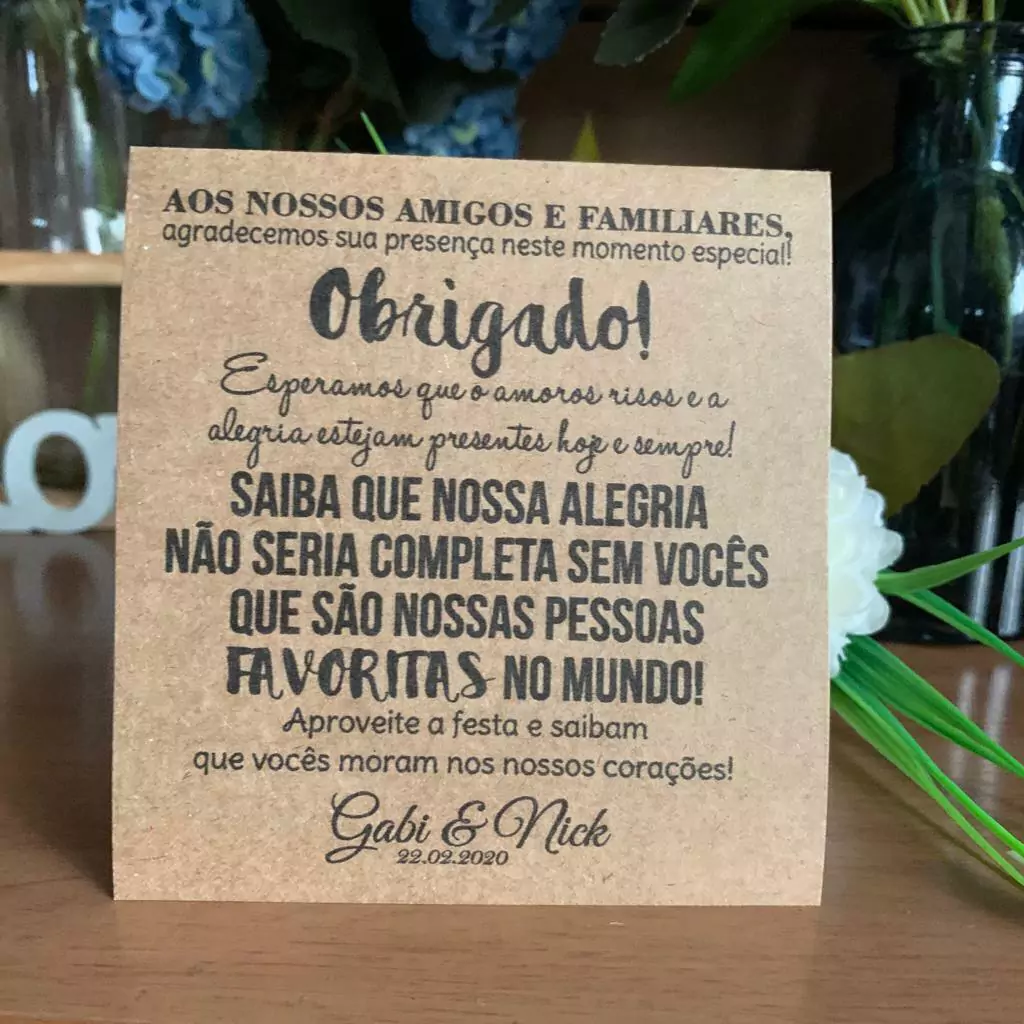 AOS NOSSOS AMIGOS E FAMILIARES,
agradecemos sua presença neste momento especial!
Obrigado!
Esperamos que o amoros risos e a
alegria estejam presentes hoje e sempre!
SAIBA QUE NOSSA ALEGRIA
NÃO SERIA COMPLETA SEM VOCÊS
QUE SÃO NOSSAS PESSOAS
FAVORITAS NO MUNDO!
Aproveite a festa e saibam
que vocês moram nos nossos corações!
Gabi & Nick
22.02.2020